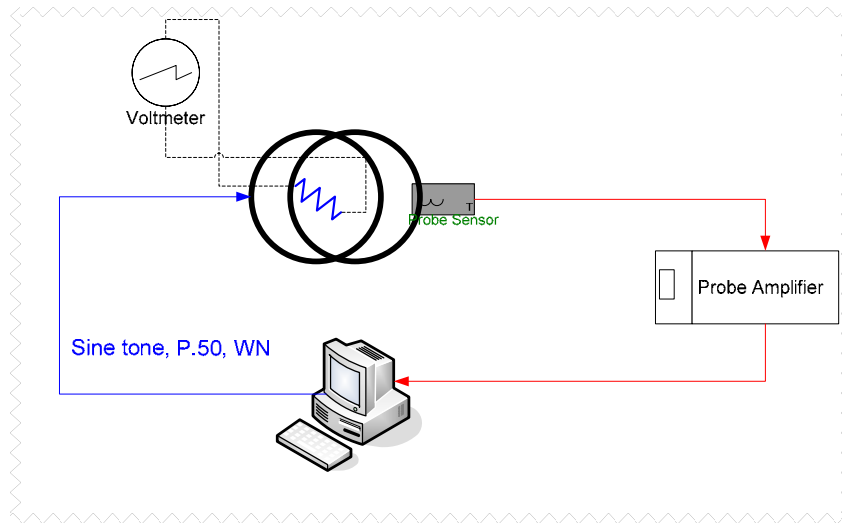 Voltmeter
T
Probe Sensor
Probe Amplifier
Sine tone, P.50, WN